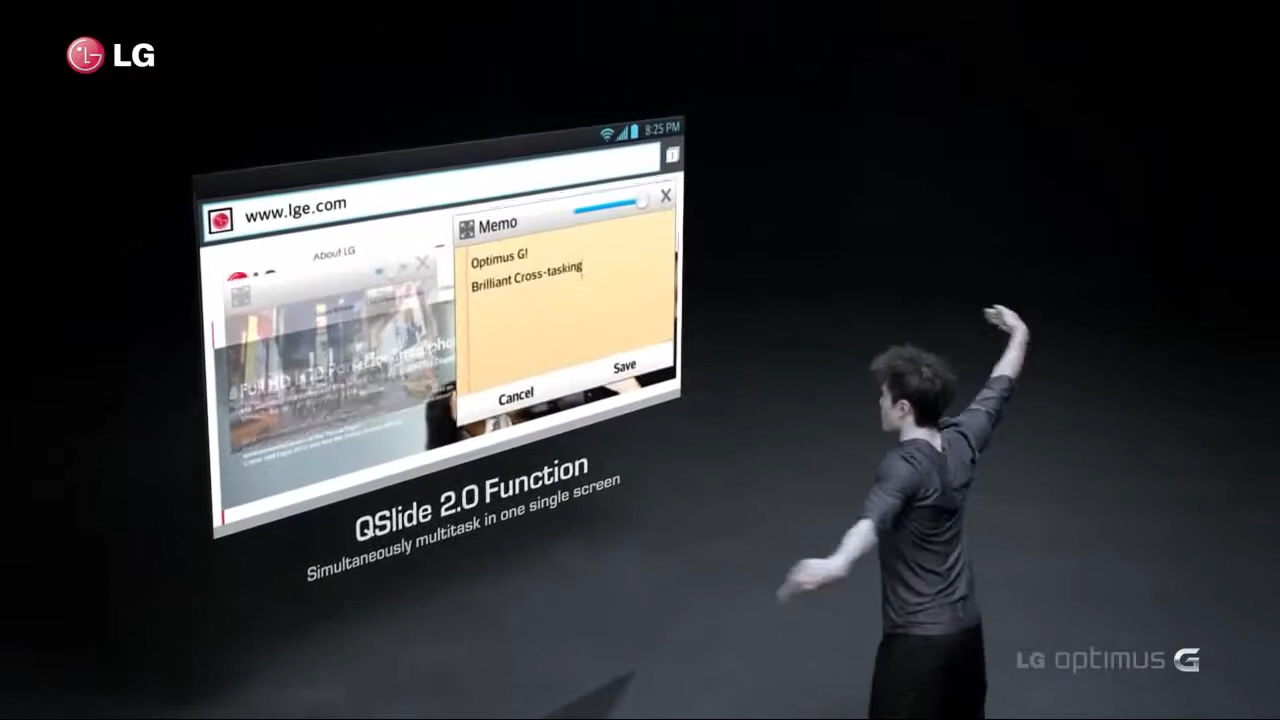 LG
8:25 PM
1
www.lge.com
About LG
Memo
Optimus G!
Brilliant Cross-tasking
Cancel
Save
QSlide 2.0 Function
Simultaneously multitask in one single screen
LG optimus G